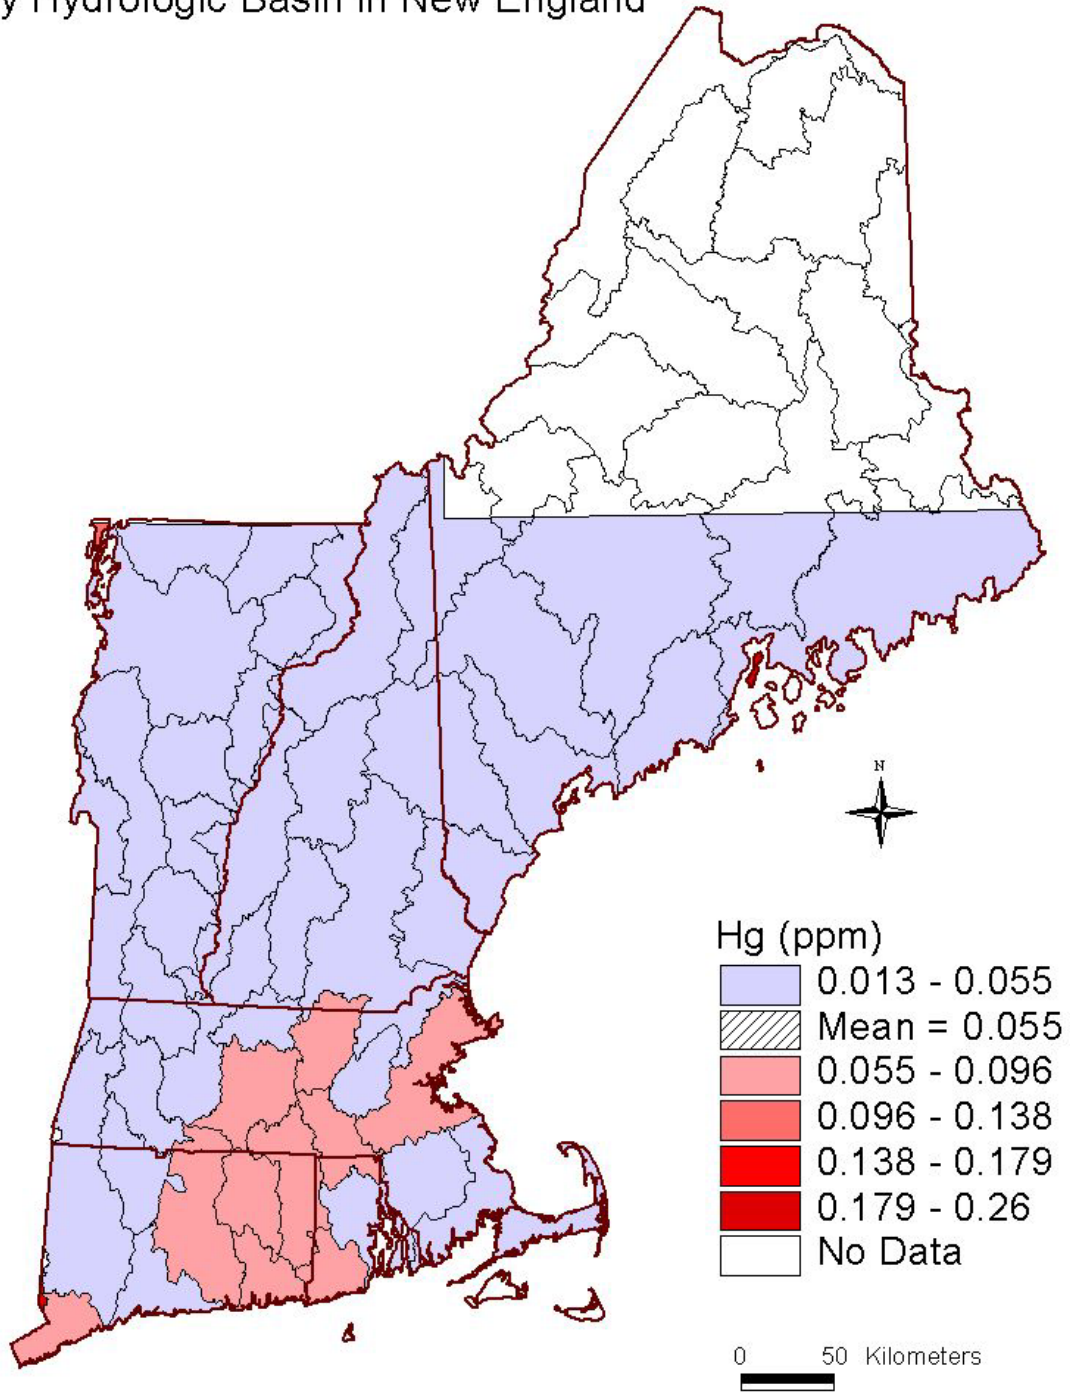 y Hydrologic Basin in New England
N
Hg (ppm)
0.013 - 0.055
Mean = 0.055
0.055 - 0.096
0.096 - 0.138
0.138 - 0.179
0.179 - 0.26
No Data
0 50 Kilometers